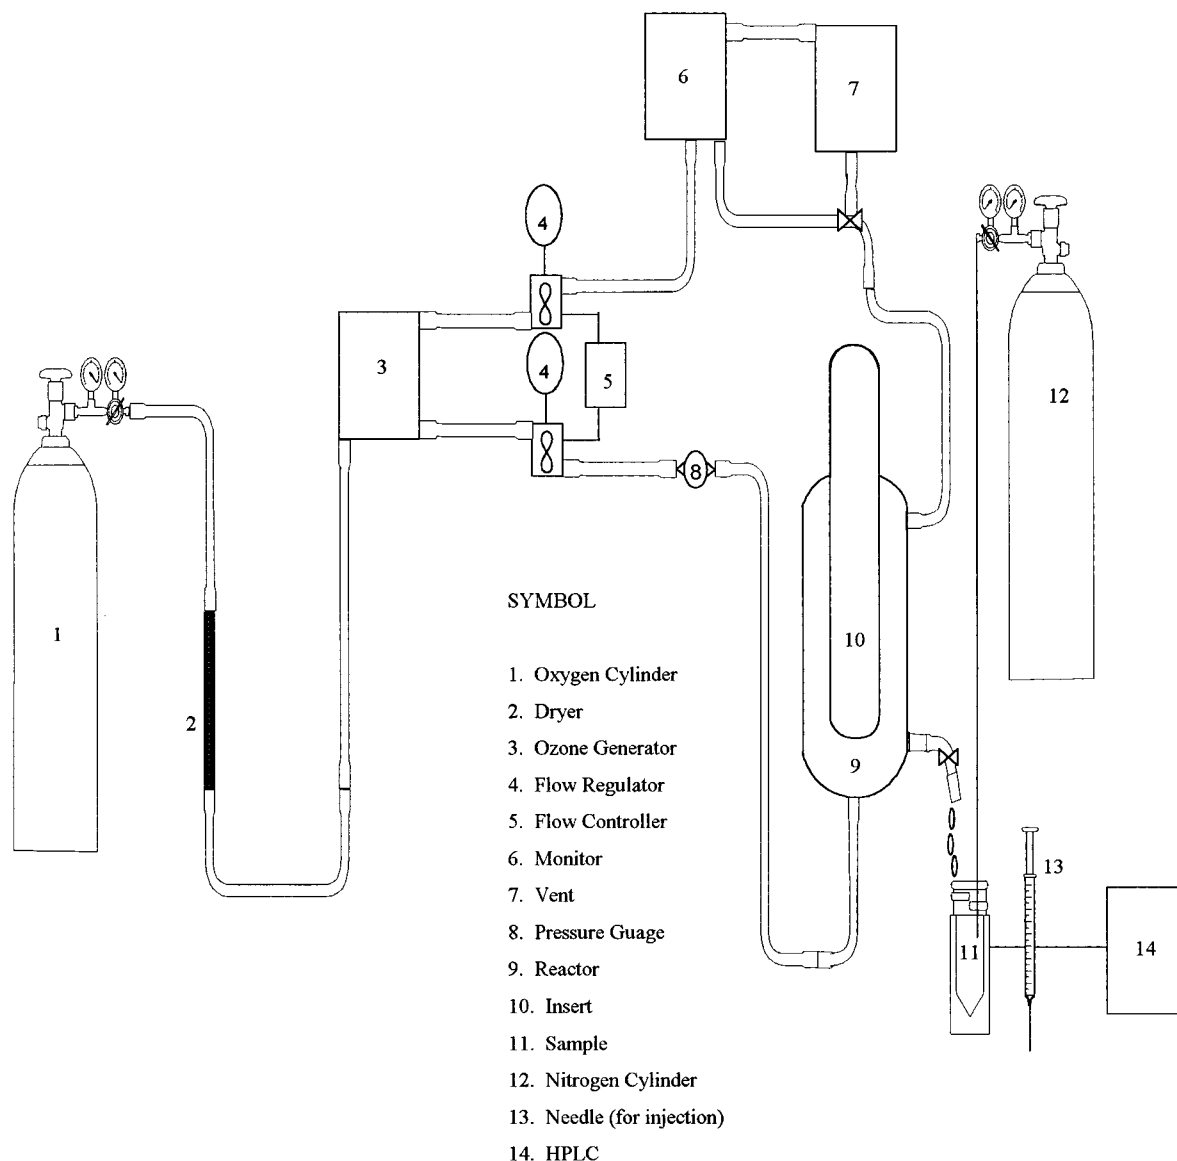 6
7
4
4
3
5
8
12
1
2
10
9
13
11
14
SYMBOL
1. Oxygen Cylinder
2. Dryer
3. Ozone Generator
4. Flow Regulator
5. Flow Controller
6. Monitor
7. Vent
8. Pressure Guage
9. Reactor
10. Insert
11. Sample
12. Nitrogen Cylinder
13. Needle (for injection)
14. HPLC